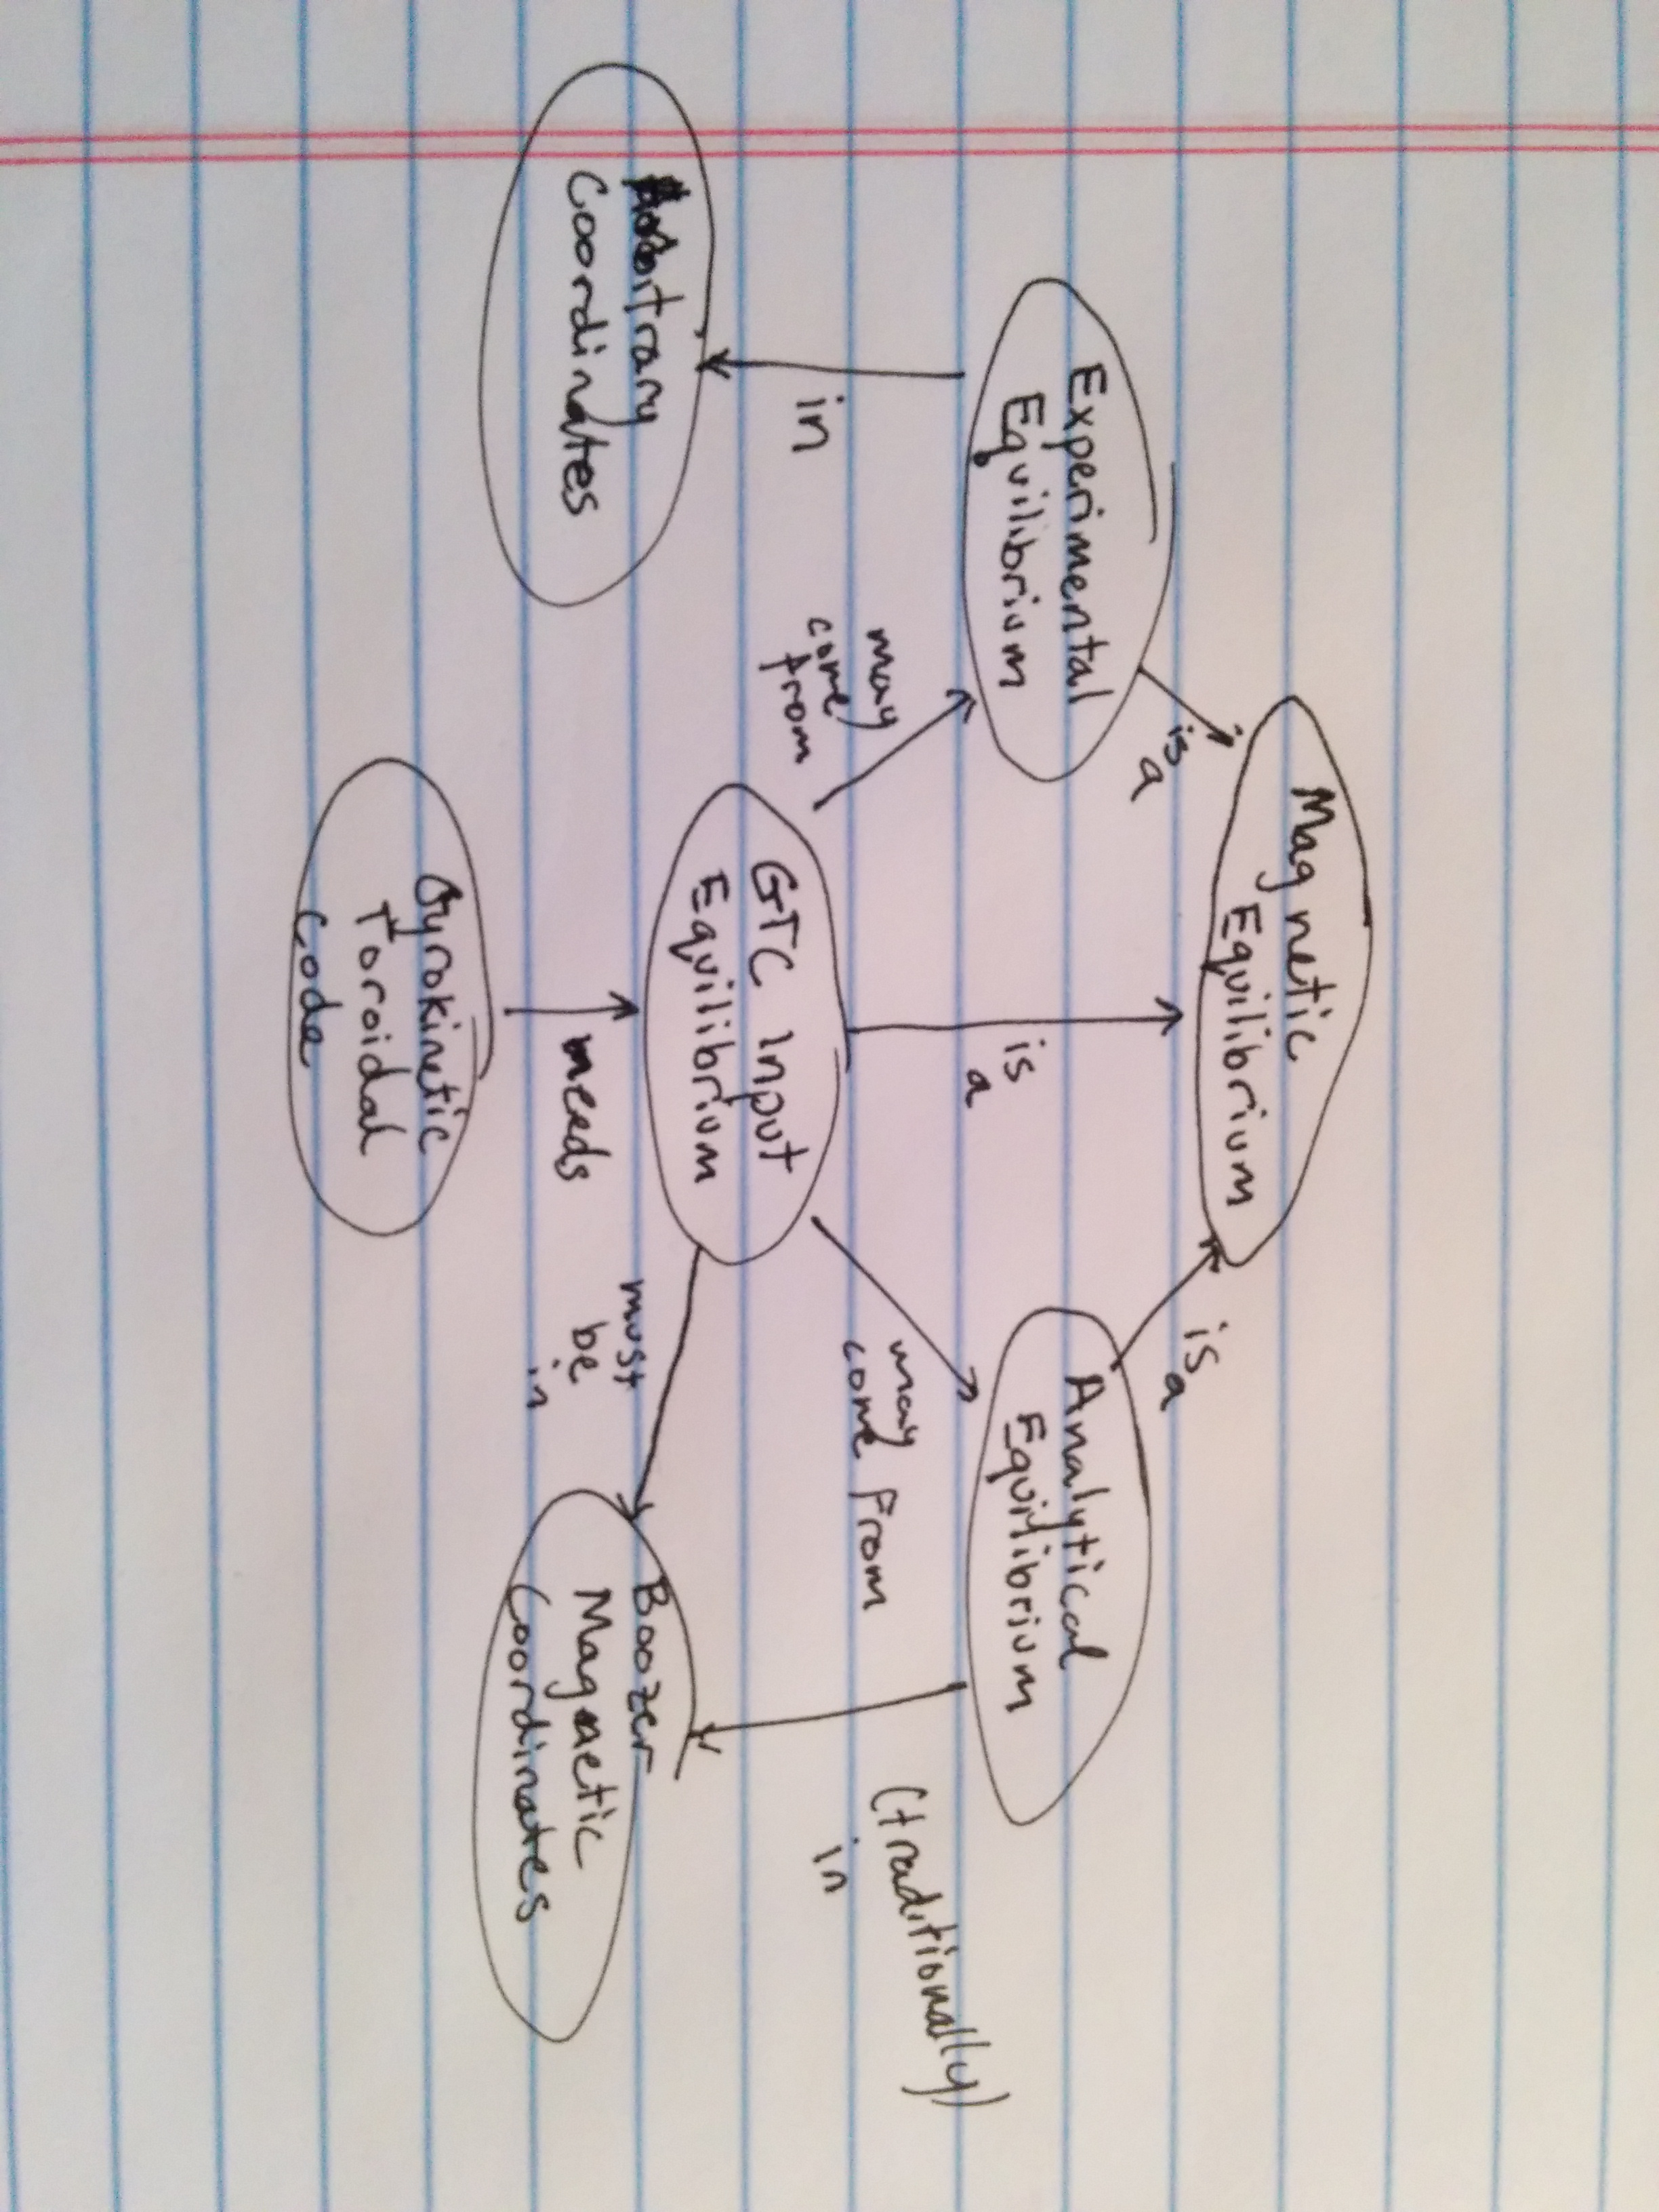 Magnetic
Equilibrium
is
a
is
a
is
a
Experimental
Equilibrium
Analytical
Equilibrium
may
come
from
may
come From
(traditionally)
in
in
GTC Input
Equilibrium
must
be
in
Arbitrary
Coordinates
Boozer
Magnetic
Coordinates
needs
Gyrokinetic
Toroidal
Code